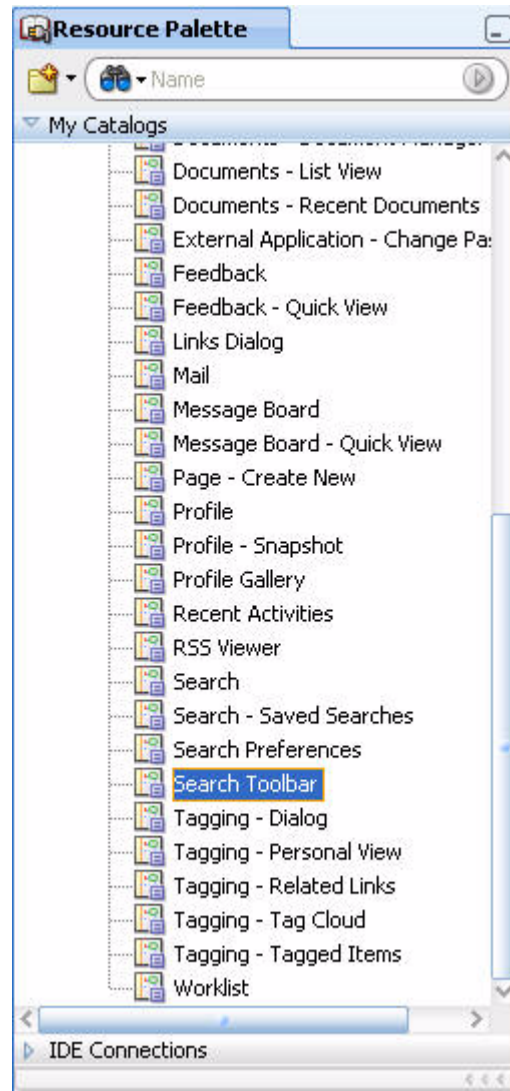 Resource Palette
Name
My Catalogs
Documents - Document Manager
Documents - List View
Documents - Recent Documents
External Application - Change Pa
Feedback
Feedback - Quick View
Links Dialog
Mail
Message Board
Message Board - Quick View
Page - Create New
Profile
Profile - Snapshot
Profile Gallery
Recent Activities
RSS Viewer
Search
Search - Saved Searches
Search Preferences
Search Toolbar
Tagging - Dialog
Tagging - Personal View
Tagging - Related Links
Tagging - Tag Cloud
Tagging - Tagged Items
Worklist
IDE Connections